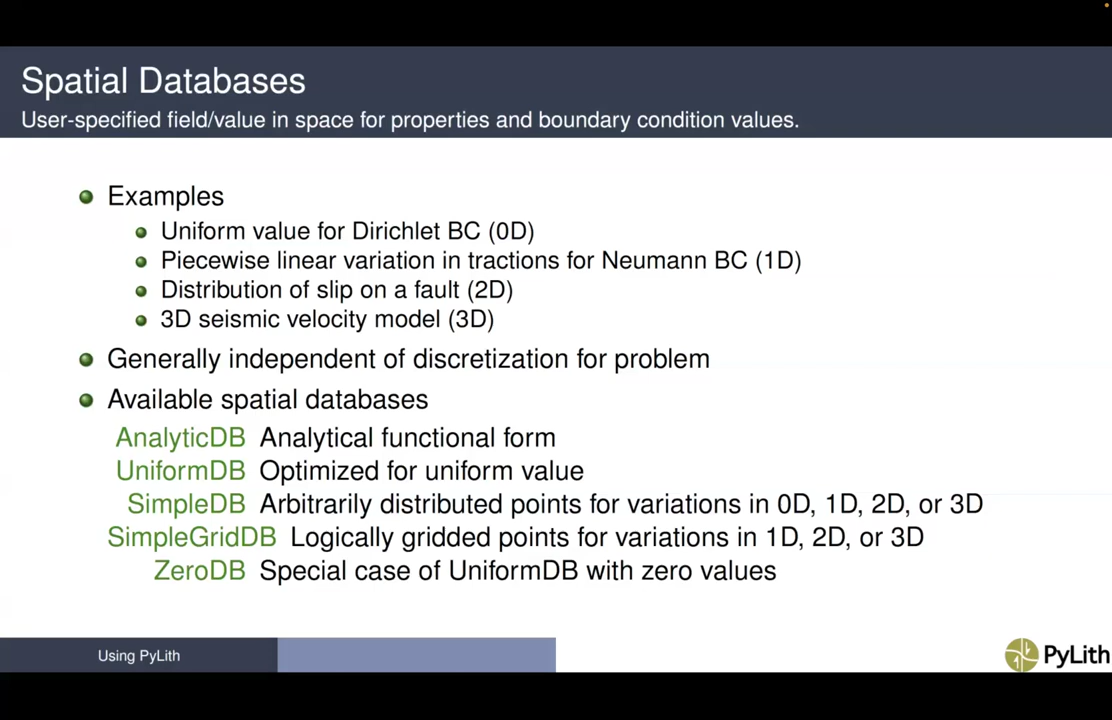 Spatial Databases
User-specified field/value in space for properties and boundary condition values.
Examples
Uniform value for Dirichlet BC (0D)
Piecewise linear variation in tractions for Neumann BC (1D)
Distribution of slip on a fault (2D)
3D seismic velocity model (3D)
Generally independent of discretization for problem
Available spatial databases
AnalyticDB Analytical functional form
UniformDB Optimized for uniform value
SimpleDB Arbitrarily distributed points for variations in 0D, 1D, 2D, or 3D
SimpleGridDB Logically gridded points for variations in 1D, 2D, or 3D
ZeroDB Special case of UniformDB with zero values
Using PyLith
PyLith